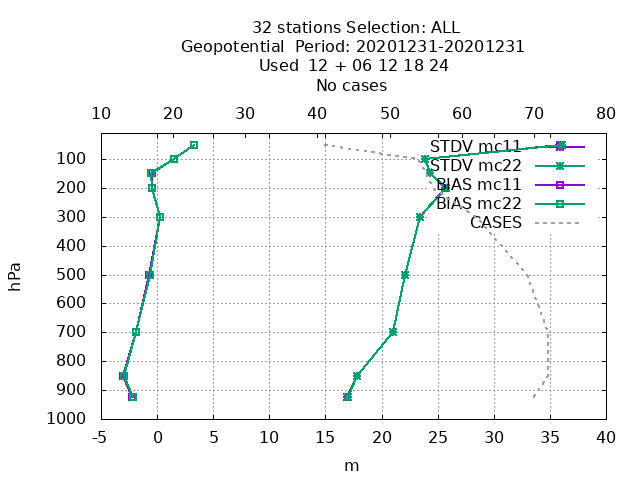 32 stations Selection: ALL
Geopotential  Period: 20201231-20201231
Used  12 + 06 12 18 24
No cases
10 20 30 40 50 60 70 80
STDV mc11
STDV mc22
BIAS mc11
BIAS mc22
CASES
100
200
300
400
500
600
700
800
900
1000
hPa
-5 0 5 10 15 20 25 30 35 40
m